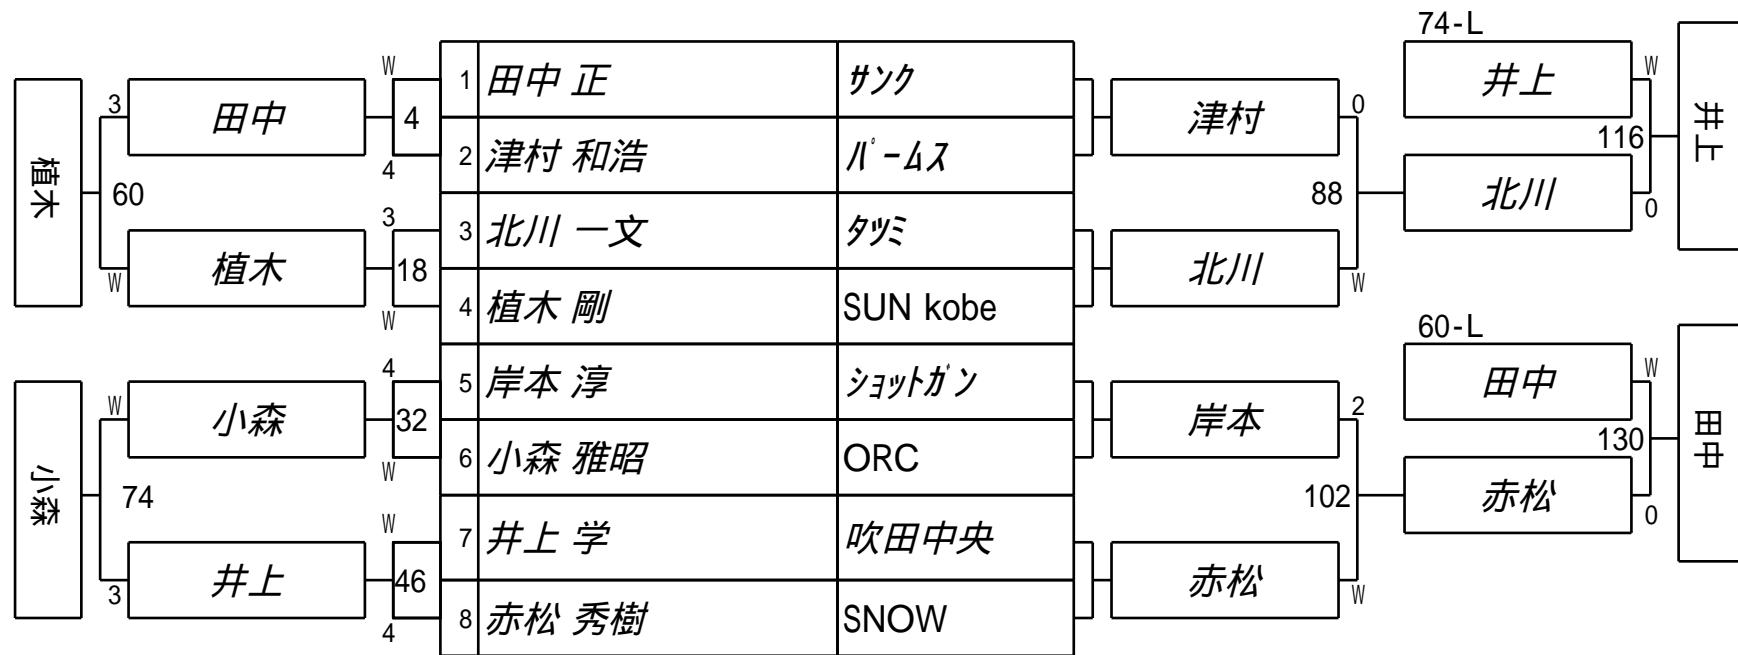 植木
3
田中
60
W
植木
W
4
4
3
18
W
小森
W
小森
74
3
井上
4
32
W
W
46
4
1 田中 正 サンク
2 津村 和浩 パームス
3 北川 一文 タツミ
4 植木 剛 SUN kobe
5 岸本 淳 ショットガン
6 小森 雅昭 ORC
7 井上 学 吹田中央
8 赤松 秀樹 SNOW
津村
0
88
北川
W
岸本
2
102
赤松
W
74-L
井上
W
116
北川
0
井上
60-L
田中
W
130
赤松
0
田中